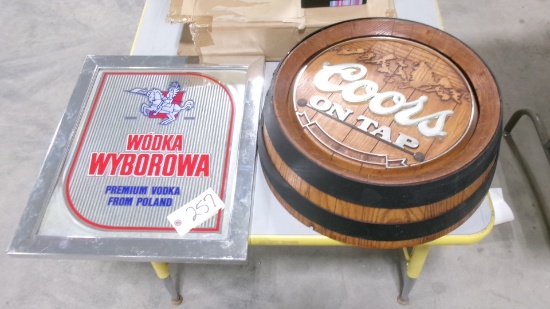 WODKA
WYBOROWA
PREMIUM VODKA
FROM POLAND
257
Coors
ON TAP